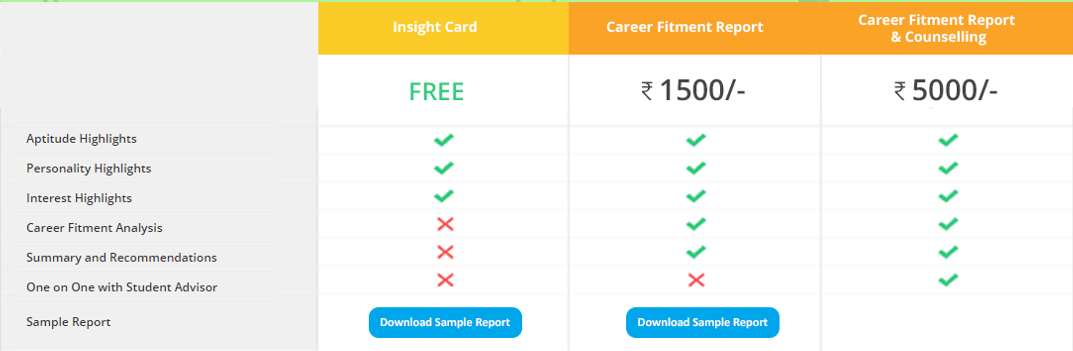 Insight Card
Career Fitment Report
Career Fitment Report
& Counselling
FREE
₹ 1500/-
₹ 5000/-
Aptitude Highlights
Personality Highlights
Interest Highlights
Career Fitment Analysis
Summary and Recommendations
One on One with Student Advisor
Sample Report
Download Sample Report
Download Sample Report